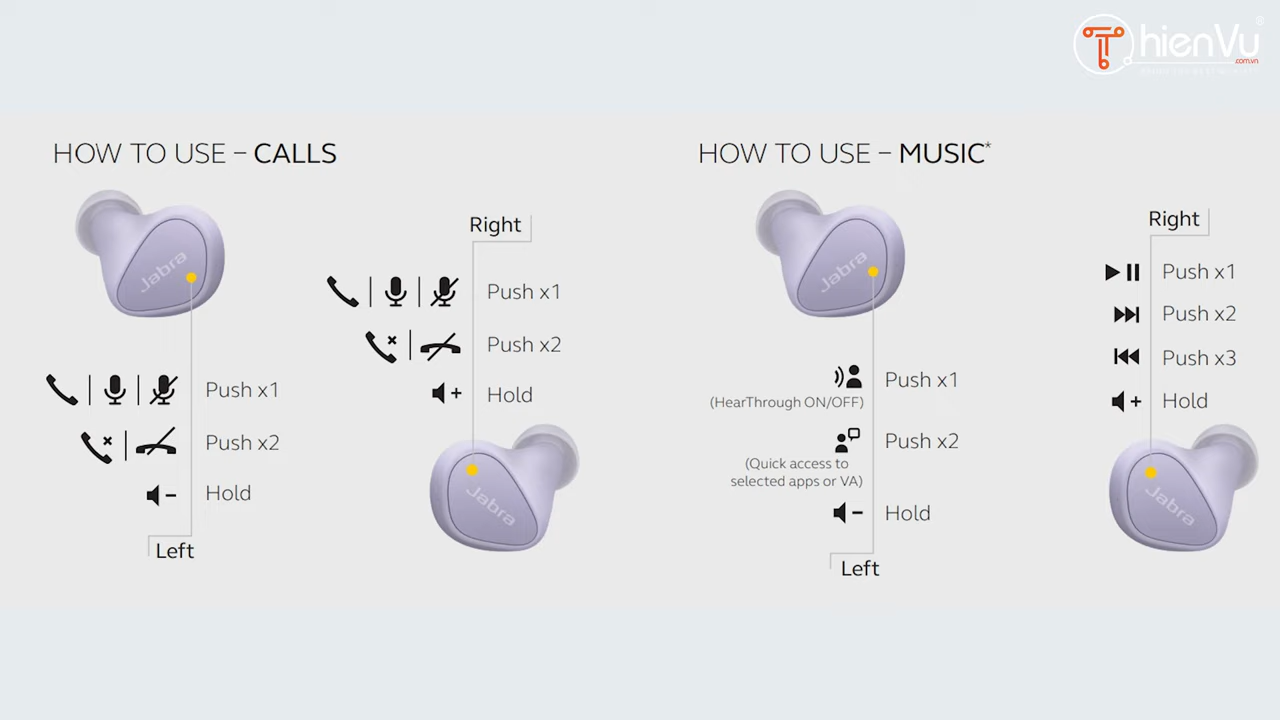 ThienVu®
.com.vn
HOW TO USE – CALLS
Jabra
Right
Push x1
Push x2
Hold
Push x1
Push x2
Hold
Left
Jabra
HOW TO USE – MUSIC*
Jabra
Right
Push x1
Push x2
Push x3
Hold
Push x1
(HearThrough ON/OFF)
Push x2
(Quick access to
selected apps or VA)
Hold
Left
Jabra